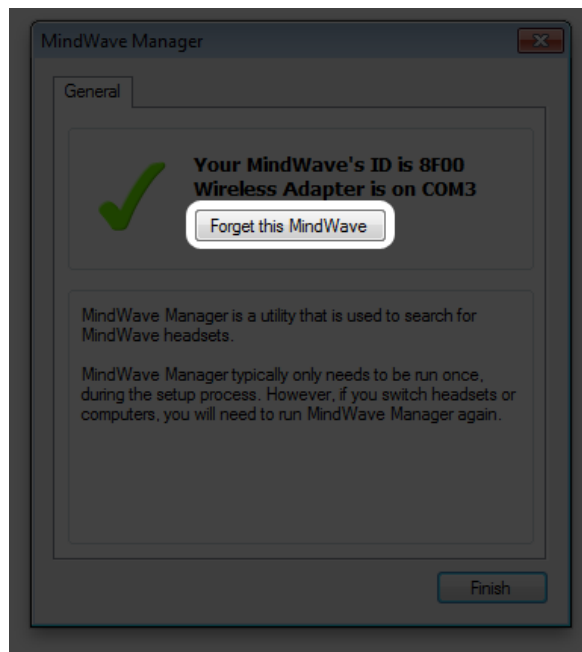 MindWave Manager
General
Your MindWave's ID is 8F00
Wireless Adapter is on COM3
Forget this MindWave
MindWave Manager is a utility that is used to search for
MindWave headsets.
MindWave Manager typically only needs to be run once,
during the setup process. However, if you switch headsets or
computers, you will need to run MindWave Manager again.
Finish